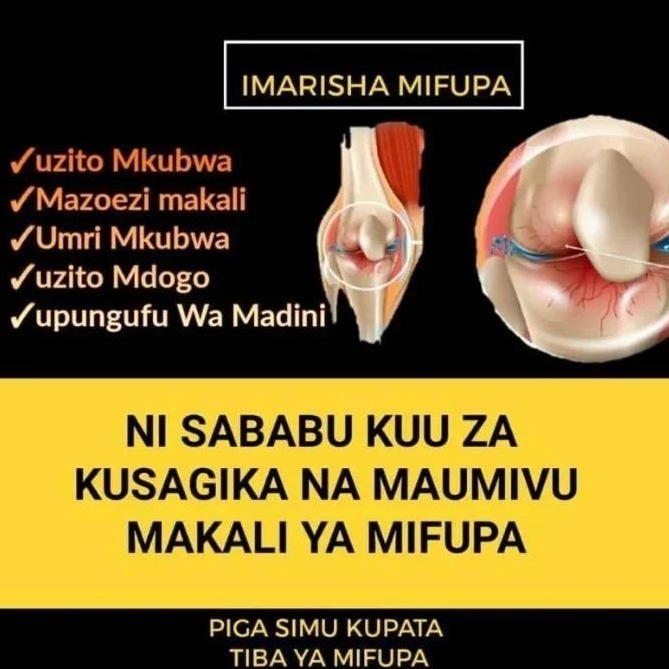 IMARISHA MIFUPA
✓uzito Mkubwa
✓Mazoezi makali
✓Umri Mkubwa
✓uzito Mdogo
✓upungufu Wa Madini
NI SABABU KUU ZA
KUSAGIKA NA MAUMIVU
MAKALI YA MIFUPA
PIGA SIMU KUPATA
TIBA YA MIFUPA